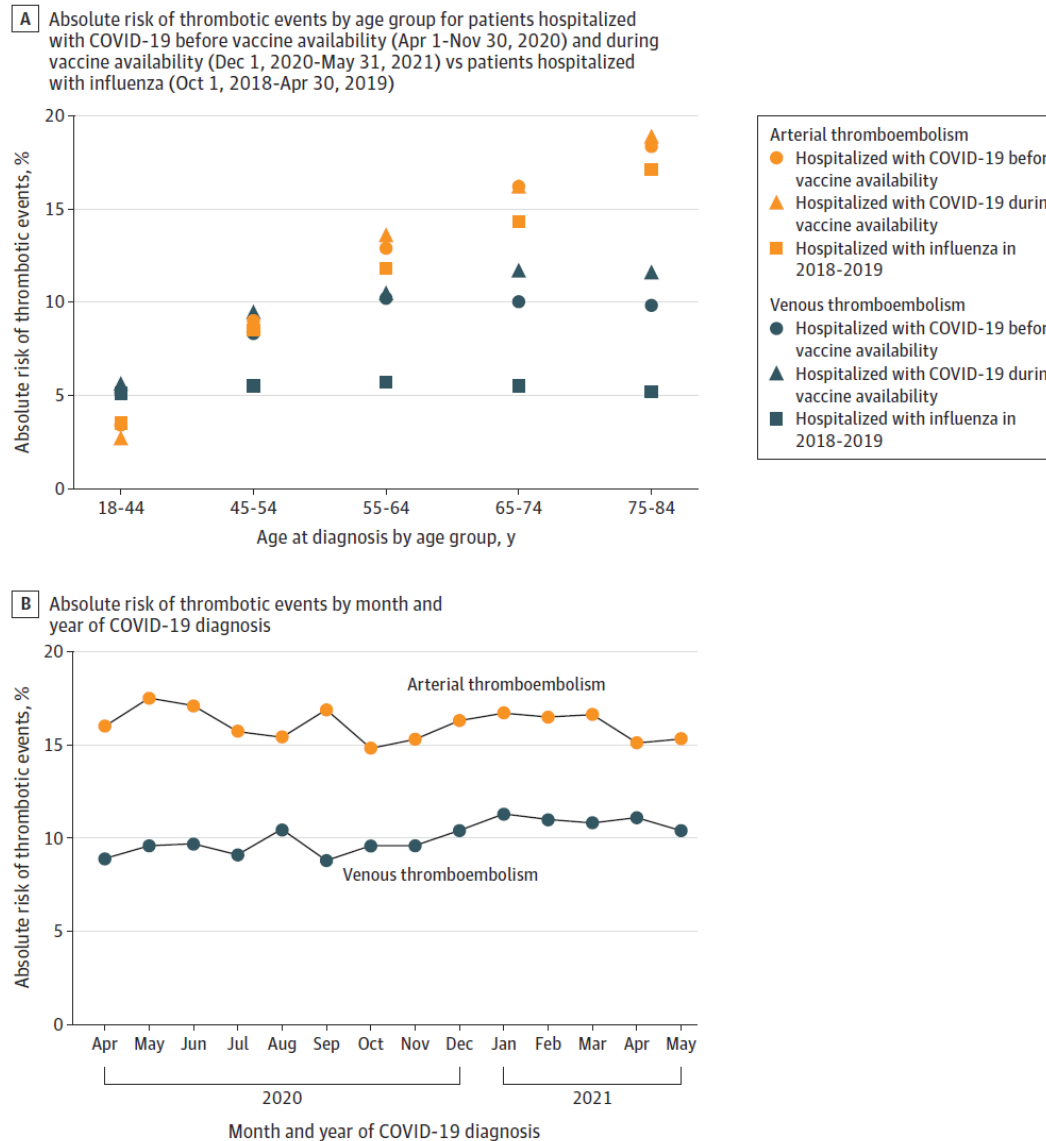 A Absolute risk of thrombotic events by age group for patients hospitalized
with COVID-19 before vaccine availability (Apr 1-Nov 30, 2020) and during
vaccine availability (Dec 1, 2020-May 31, 2021) vs patients hospitalized
with influenza (Oct 1, 2018-Apr 30, 2019)
Absolute risk of thrombotic events, %
20
15
10
5
0
18-44 45-54 55-64 65-74 75-84
Age at diagnosis by age group, y
Arterial thromboembolism
Hospitalized with COVID-19 befor
vaccine availability
Hospitalized with COVID-19 durin
vaccine availability
Hospitalized with influenza in
2018-2019
Venous thromboembolism
Hospitalized with COVID-19 befor
vaccine availability
Hospitalized with COVID-19 durin
vaccine availability
Hospitalized with influenza in
2018-2019
B Absolute risk of thrombotic events by month and
year of COVID-19 diagnosis
Absolute risk of thrombotic events, %
20
15
10
5
0
Arterial thromboembolism
Venous thromboembolism
Apr May Jun Jul Aug Sep Oct Nov Dec Jan Feb Mar Apr May
2020 2021
Month and year of COVID-19 diagnosis